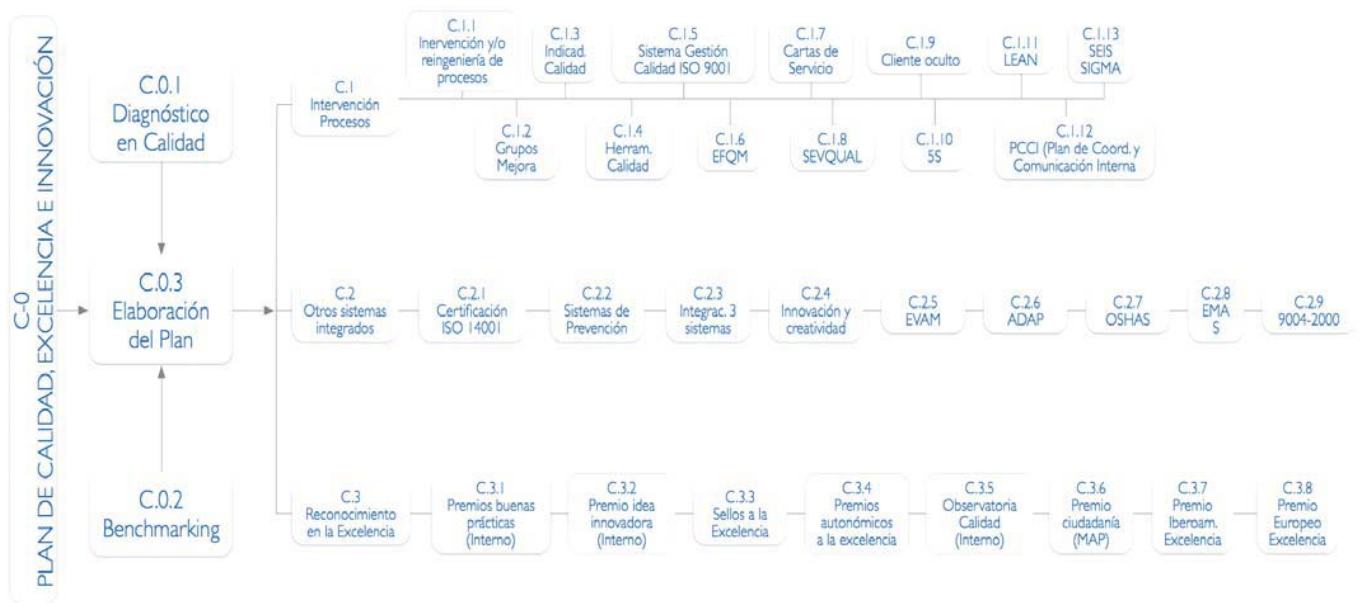 C-0
PLAN DE CALIDAD, EXCELENCIA E INNOVACIÓN
C.0.1
Diagnóstico
en Calidad
C.0.3
Elaboración
del Plan
C.0.2
Benchmarking
C.1
Intervención
Procesos
C.1.1
Inervención y/o
reingeniería de
procesos
C.1.2
Grupos
Mejora
C.1.3
Indicad.
Calidad
C.1.4
Herram.
Calidad
C.1.5
Sistema Gestión
Calidad ISO 9001
C.1.6
EFQM
C.1.7
Cartas de
Servicio
C.1.8
SEVQUAL
C.1.9
Cliente oculto
C.1.10
5S
C.1.11
LEAN
C.1.12
PCCI (Plan de Coord. y
Comunicación Interna
C.1.13
SEIS
SIGMA
C.2
Otros sistemas
integrados
C.2.1
Certificación
ISO 14001
C.2.2
Sistemas de
Prevención
C.2.3
Integrac. 3
sistemas
C.2.4
Innovación y
creatividad
C.2.5
EVAM
C.2.6
ADAP
C.2.7
OSHAS
C.2.8
EMA
S
C.2.9
9004-2000
C.3
Reconocimiento
en la Excelencia
C.3.1
Premios buenas
prácticas
(Interno)
C.3.2
Premio idea
innovadora
(Interno)
C.3.3
Sellos a la
Excelencia
C.3.4
Premios
autonómicos
a la excelencia
C.3.5
Observatoria
Calidad
(Interno)
C.3.6
Premio
ciudadanía
(MAP)
C.3.7
Premio
Iberoam.
Excelencia
C.3.8
Premio
Europeo
Excelencia